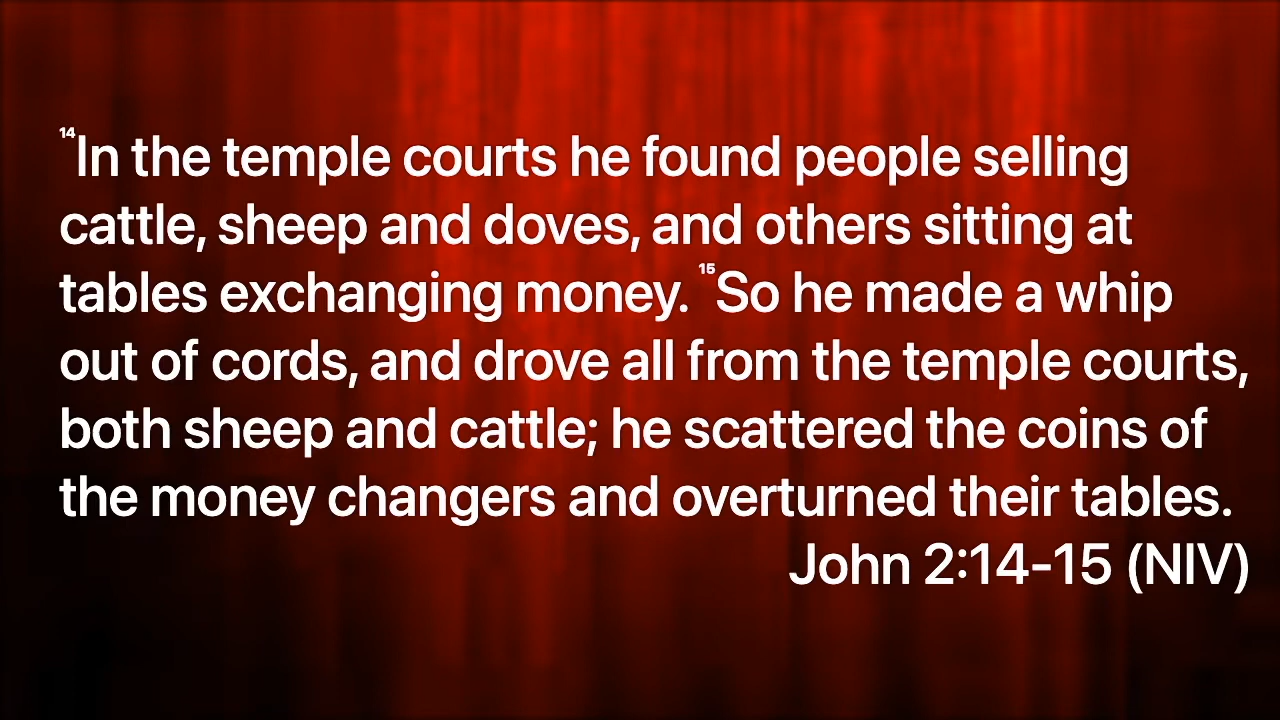 ¹⁴In the temple courts he found people selling
cattle, sheep and doves, and others sitting at
tables exchanging money. ¹⁵So he made a whip
out of cords, and drove all from the temple courts,
both sheep and cattle; he scattered the coins of
the money changers and overturned their tables.
John 2:14-15 (NIV)